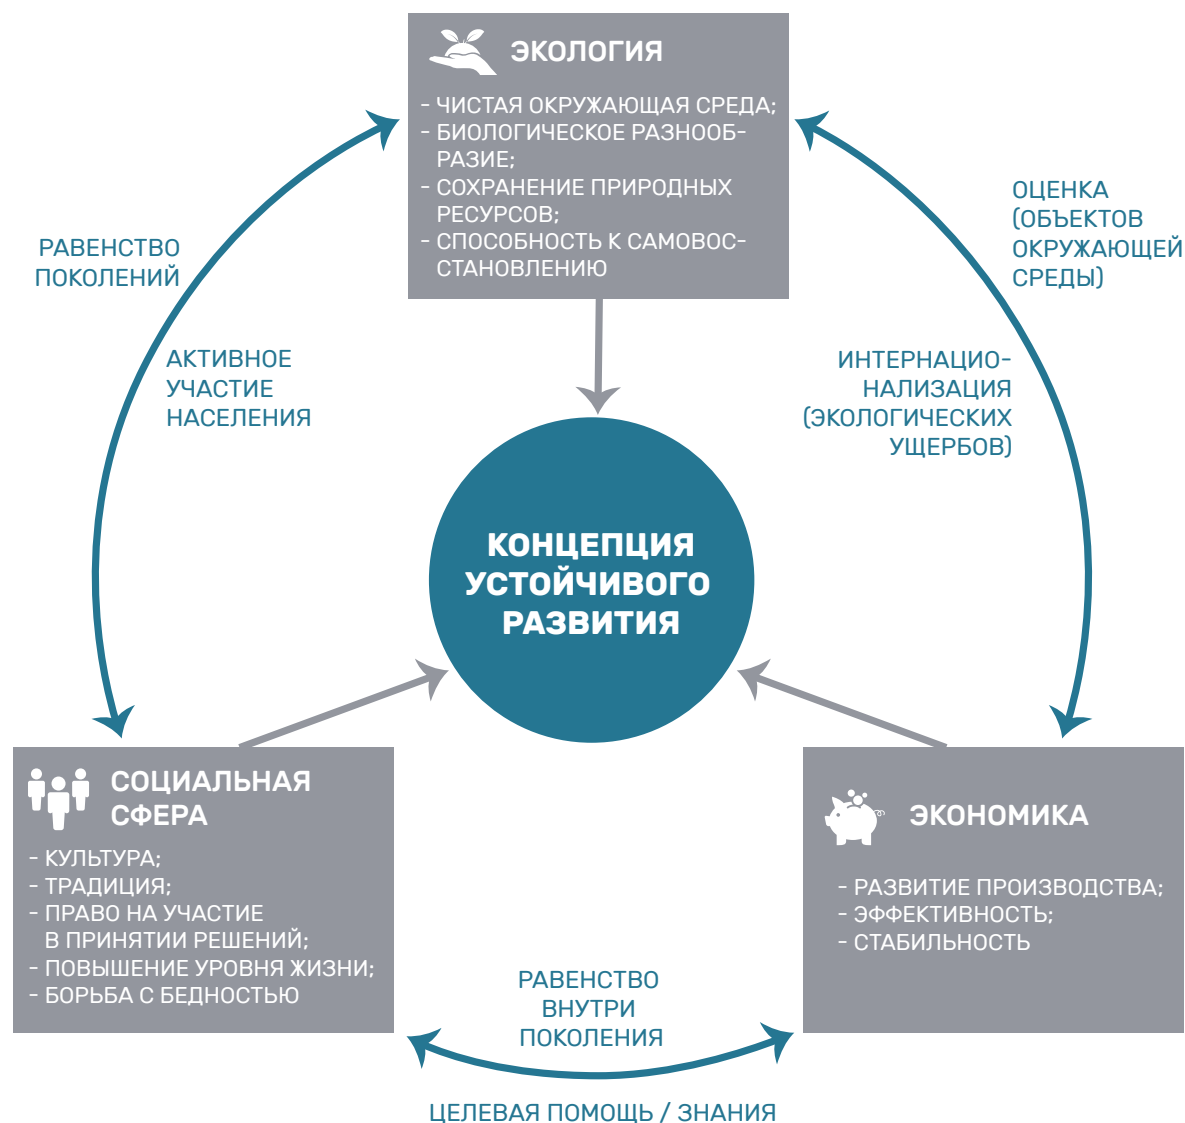 ЭКОЛОГИЯ
- ЧИСТАЯ ОКРУЖАЮЩАЯ СРЕДА;
- БИОЛОГИЧЕСКОЕ РАЗНООБ-
РАЗИЕ;
- СОХРАНЕНИЕ ПРИРОДНЫХ
РЕСУРСОВ;
- СПОСОБНОСТЬ К САМОВОС-
СТАНОВЛЕНИЮ
РАВЕНСТВО
ПОКОЛЕНИЙ
АКТИВНОЕ
УЧАСТИЕ
НАСЕЛЕНИЯ
ОЦЕНКА
(ОБЪЕКТОВ
ОКРУЖАЮЩЕЙ
СРЕДЫ)
ИНТЕРНАЦИО-
НАЛИЗАЦИЯ
(ЭКОЛОГИЧЕСКИХ
УЩЕРБОВ)
КОНЦЕПЦИЯ
УСТОЙЧИВОГО
РАЗВИТИЯ
СОЦИАЛЬНАЯ
СФЕРА
- КУЛЬТУРА;
- ТРАДИЦИЯ;
- ПРАВО НА УЧАСТИЕ
В ПРИНЯТИИ РЕШЕНИЙ;
- ПОВЫШЕНИЕ УРОВНЯ ЖИЗНИ;
- БОРЬБА С БЕДНОСТЬЮ
ЭКОНОМИКА
- РАЗВИТИЕ ПРОИЗВОДСТВА;
- ЭФФЕКТИВНОСТЬ;
- СТАБИЛЬНОСТЬ
РАВЕНСТВО
ВНУТРИ
ПОКОЛЕНИЯ
ЦЕЛЕВАЯ ПОМОЩЬ / ЗНАНИЯ